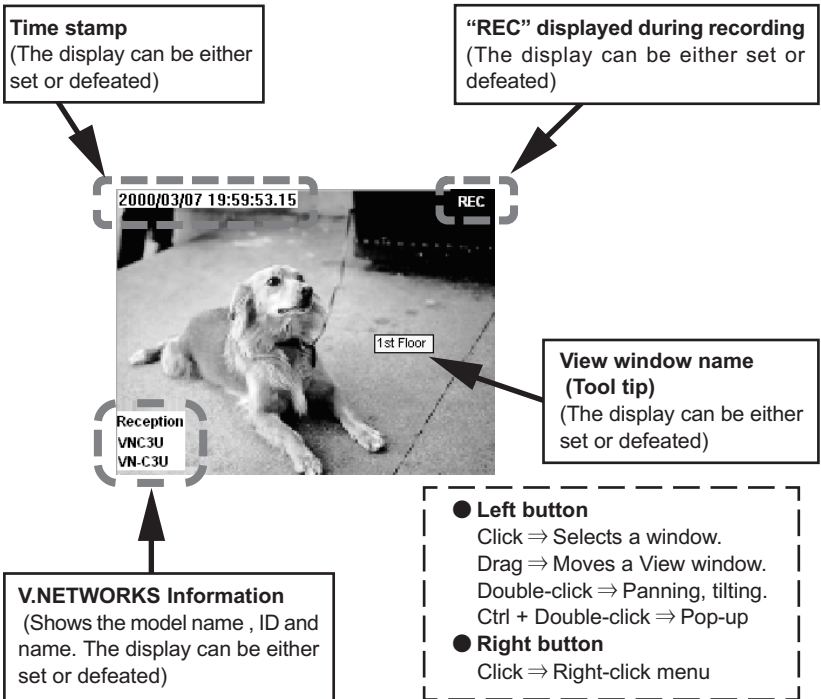 Time stamp
(The display can be either
set or defeated)
“REC” displayed during recording
(The display can be either set or
defeated)
2000/03/07 19:59:53.15
REC
1st Floor
View window name
(Tool tip)
(The display can be either
set or defeated)
Reception
VNC3U
VN-C3U
V.NETWORKS Information
(Shows the model name , ID and
name. The display can be either
set or defeated)
● Left button
Click ⇒ Selects a window.
Drag ⇒ Moves a View window.
Double-click ⇒ Panning, tilting.
Ctrl + Double-click ⇒ Pop-up
● Right button
Click ⇒ Right-click menu